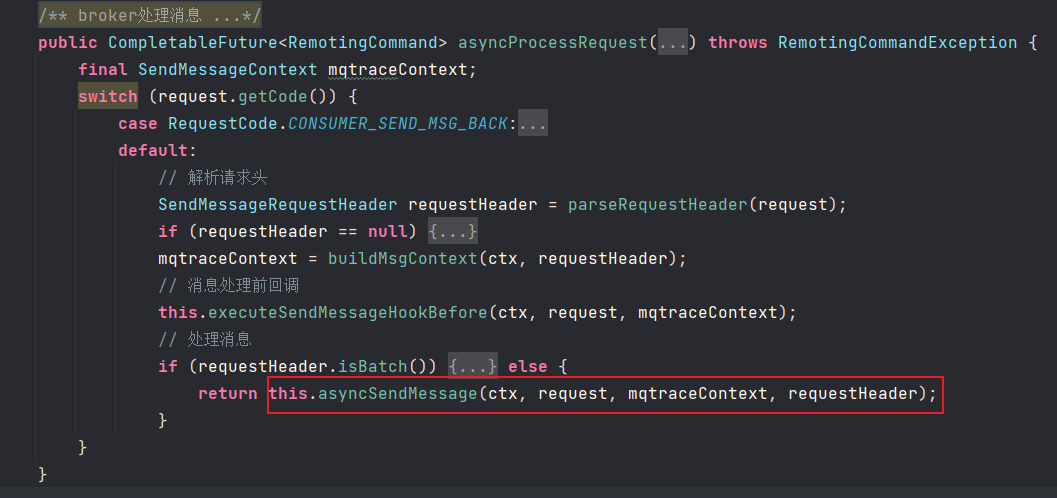 /** broker处理消息 ...*/
public CompletableFuture<RemotingCommand> asyncProcessRequest(...) throws RemotingCommandException {
    final SendMessageContext mqtraceContext;
    switch (request.getCode()) {
        case RequestCode.CONSUMER_SEND_MSG_BACK:...
        default:
            // 解析请求头
            SendMessageRequestHeader requestHeader = parseRequestHeader(request);
            if (requestHeader == null) {...}
            mqtraceContext = buildMsgContext(ctx, requestHeader);
            // 消息处理前回调
            this.executeSendMessageHookBefore(ctx, request, mqtraceContext);
            // 处理消息
            if (requestHeader.isBatch()) {...} else {
                return this.asyncSendMessage(ctx, request, mqtraceContext, requestHeader);
            }
    }
}